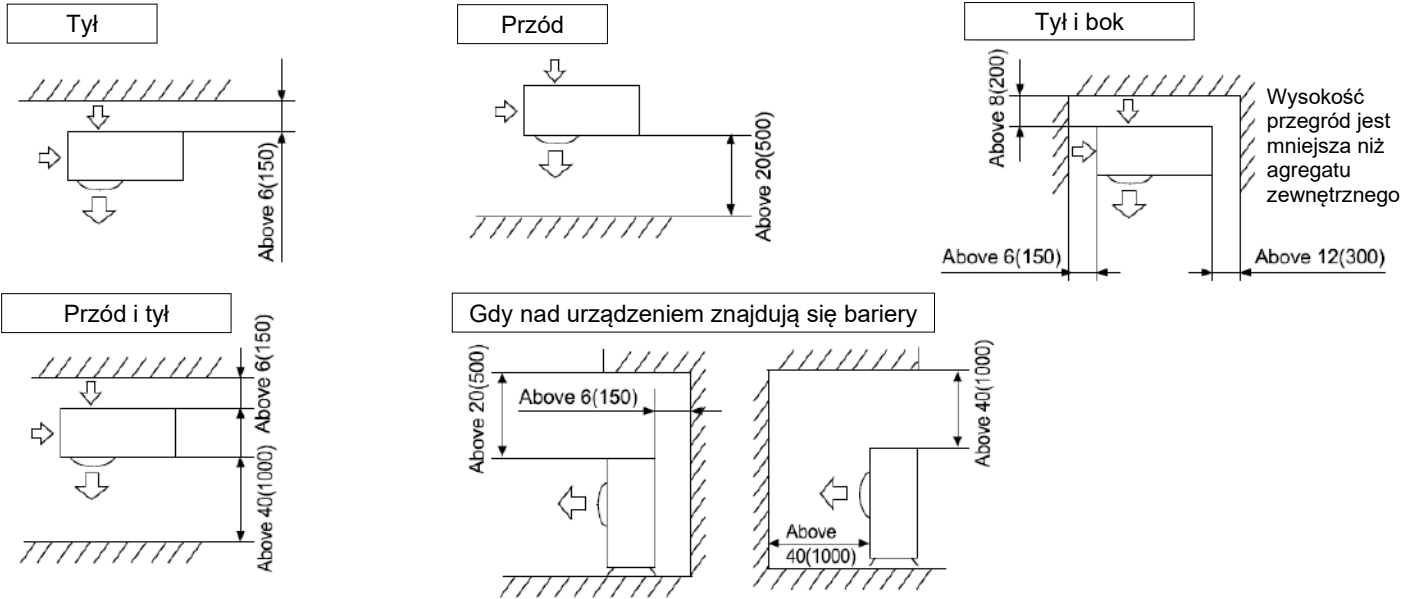 Tył
Above 6(150)
Przód
Above 20(500)
Tył i bok
Above 8(200)
Above 6(150)
Above 12(300)
Wysokość
przegród jest
mniejsza niż
agregatu
zewnętrznego
Przód i tył
Above 6(150)
Above 40(1000)
Gdy nad urządzeniem znajdują się bariery
Above 20(500)
Above 6(150)
Above 40(1000)
Above
40(1000)